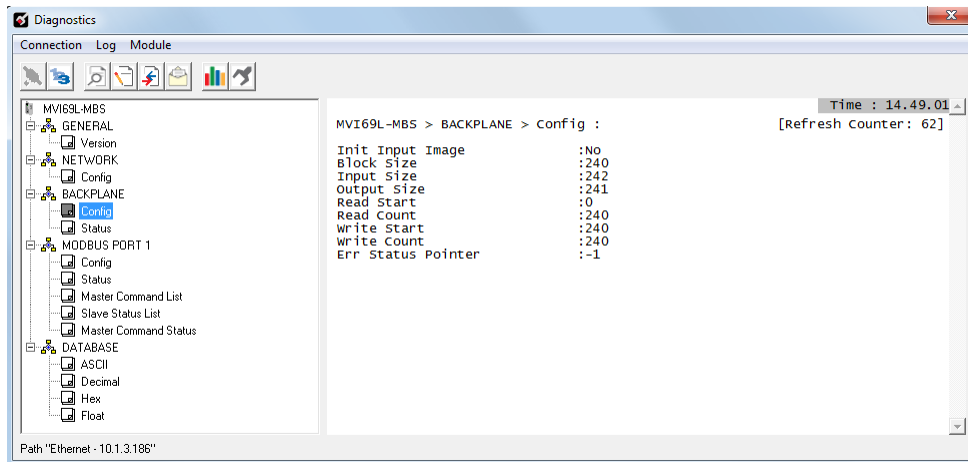 Diagnostics
Connection Log Module
MVI69L-MBS
GENERAL
Version
NETWORK
Config
BACKPLANE
Config
Status
MODBUS PORT 1
Config
Status
Master Command List
Slave Status List
Master Command Status
DATABASE
ASCII
Decimal
Hex
Float
Time : 14.49.01
MVI69L-MBS > BACKPLANE > Config : [Refresh Counter: 62]
Init Input Image :No
Block Size :240
Input Size :242
Output Size :241
Read Start :0
Read Count :240
Write Start :240
Write Count :240
Err Status Pointer :-1
Path "Ethernet - 10.1.3.186"